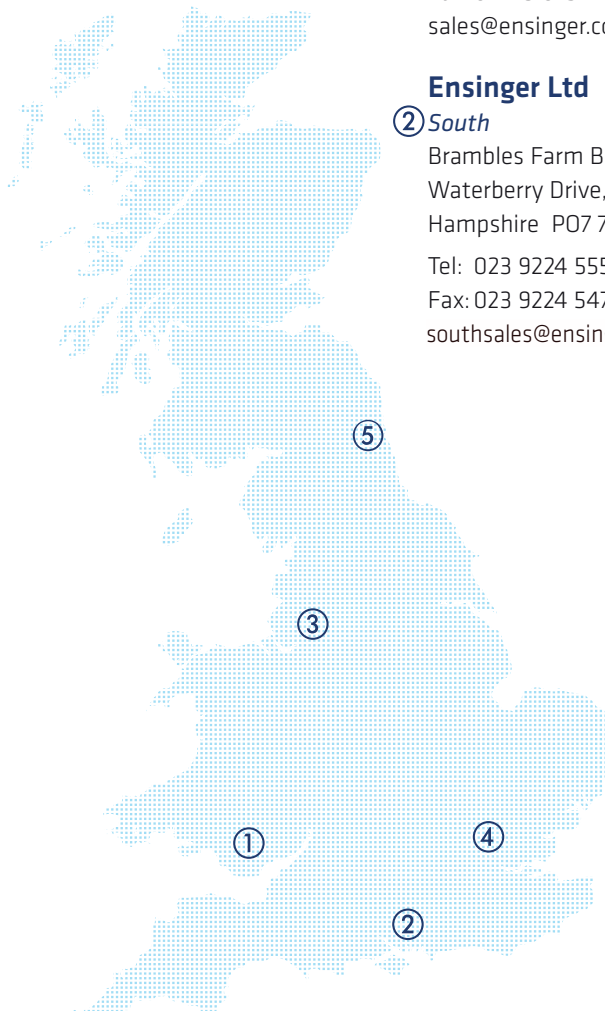 sales@ensinger.co
Ensinger Ltd
② South
Brambles Farm B
Waterberry Drive,
Hampshire PO7 7
Tel: 023 9224 555
Fax: 023 9224 547
southsales@ensin
⑤
③
①
④
②